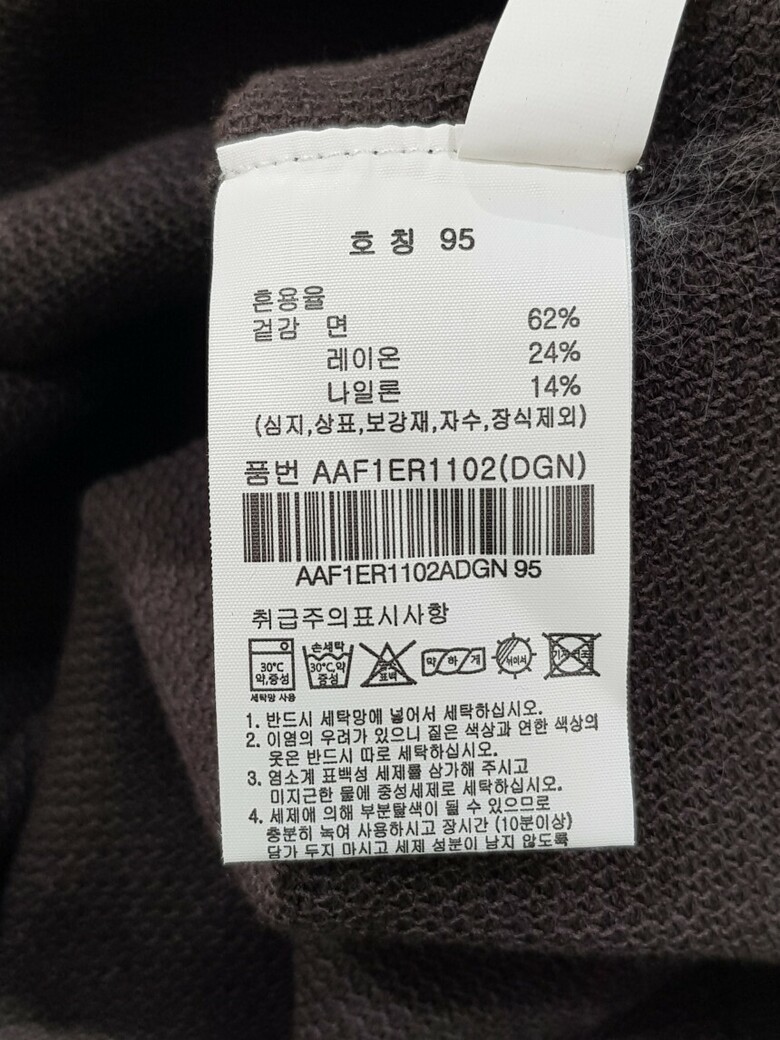 호칭 95
혼용율
겉감 면 62%
레이온 24%
나일론 14%
(심지,상표,보강재,자수,장식제외)
품번 AAF1ER1102(DGN)
AAF1ER1102ADGN 95
취급주의표시사항
30℃ 약,중성 세탁망 사용
손세탁 30℃,약 중성
표백
약하게
뉘어서
1. 반드시 세탁망에 넣어서 세탁하십시오.
2. 이염의 우려가 있으니 짙은 색상과 연한 색상의
옷은 반드시 따로 세탁하십시오.
3. 염소계 표백성 세제를 삼가해 주시고
미지근한 물에 중성세제로 세탁하십시오.
4. 세제에 의해 부분탈색이 될 수 있으므로
충분히 녹여 사용하시고 장시간 (10분이상)
담가 두지 마시고 세제 성분이 남지 않도록